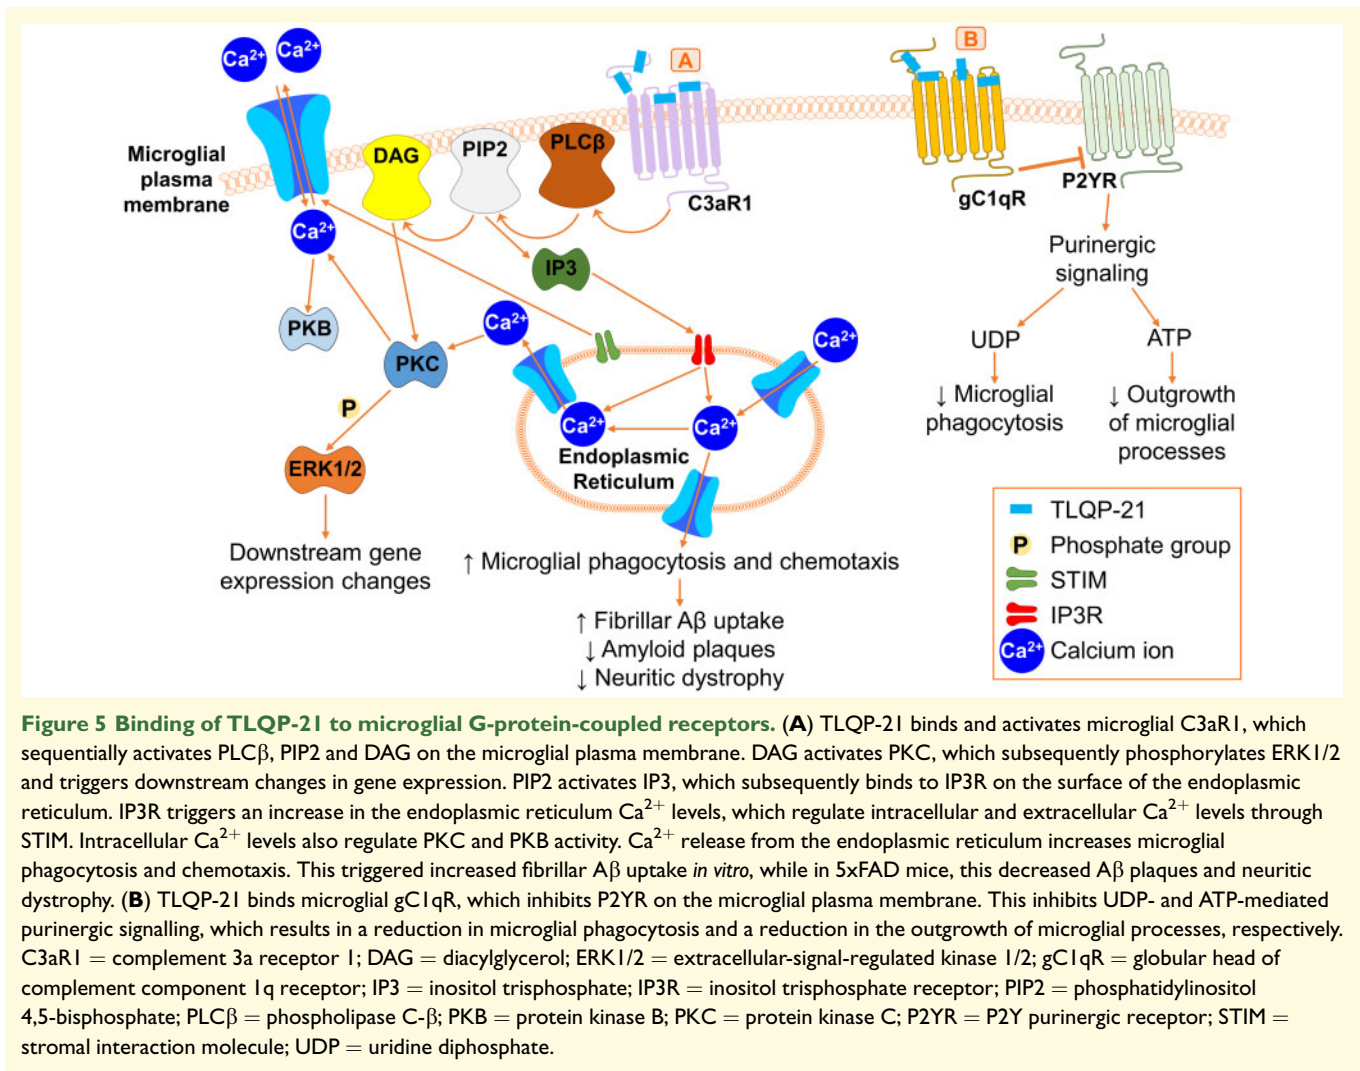 Ca²⁺
Ca²⁺
A
B
Microglial
plasma
membrane
DAG
PIP2
PLCβ
C3aR1
gC1qR
P2YR
Ca²⁺
IP3
Purinergic
signaling
PKB
PKC
Ca²⁺
Ca²⁺
UDP
ATP
↓ Microglial
phagocytosis
↓ Outgrowth
of microglial
processes
P
Ca²⁺
Ca²⁺
Endoplasmic
Reticulum
ERK1/2
Downstream gene
expression changes
↑ Microglial phagocytosis and chemotaxis
↑ Fibrillar Aβ uptake
↓ Amyloid plaques
↓ Neuritic dystrophy
TLQP-21
P Phosphate group
STIM
IP3R
Ca²⁺ Calcium ion
Figure 5 Binding of TLQP-21 to microglial G-protein-coupled receptors. (A) TLQP-21 binds and activates microglial C3aR1, which
sequentially activates PLCβ, PIP2 and DAG on the microglial plasma membrane. DAG activates PKC, which subsequently phosphorylates ERK1/2
and triggers downstream changes in gene expression. PIP2 activates IP3, which subsequently binds to IP3R on the surface of the endoplasmic
reticulum. IP3R triggers an increase in the endoplasmic reticulum Ca²⁺ levels, which regulate intracellular and extracellular Ca²⁺ levels through
STIM. Intracellular Ca²⁺ levels also regulate PKC and PKB activity. Ca²⁺ release from the endoplasmic reticulum increases microglial
phagocytosis and chemotaxis. This triggered increased fibrillar Aβ uptake in vitro, while in 5xFAD mice, this decreased Aβ plaques and neuritic
dystrophy. (B) TLQP-21 binds microglial gC1qR, which inhibits P2YR on the microglial plasma membrane. This inhibits UDP- and ATP-mediated
purinergic signalling, which results in a reduction in microglial phagocytosis and a reduction in the outgrowth of microglial processes, respectively.
C3aR1 = complement 3a receptor 1; DAG = diacylglycerol; ERK1/2 = extracellular-signal-regulated kinase 1/2; gC1qR = globular head of
complement component 1q receptor; IP3 = inositol trisphosphate; IP3R = inositol trisphosphate receptor; PIP2 = phosphatidylinositol
4,5-bisphosphate; PLCβ = phospholipase C-β; PKB = protein kinase B; PKC = protein kinase C; P2YR = P2Y purinergic receptor; STIM =
stromal interaction molecule; UDP = uridine diphosphate.